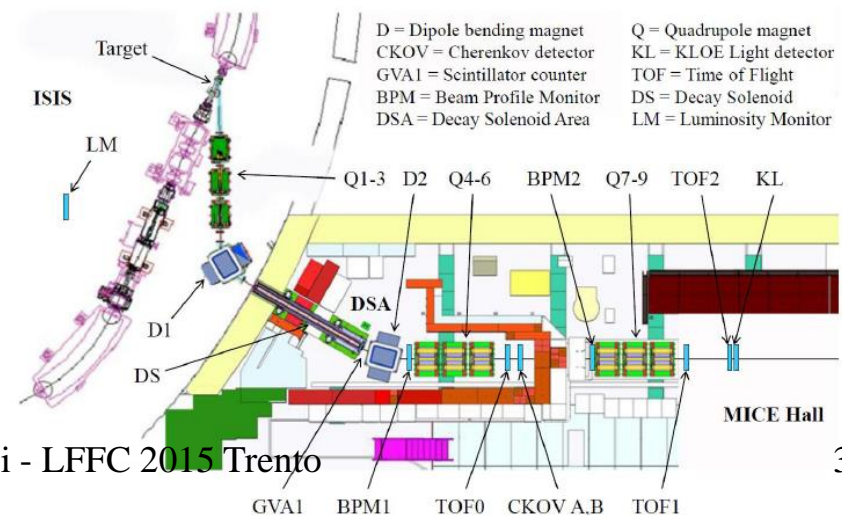 D = Dipole bending magnet
CKOV = Cherenkov detector
GVA1 = Scintillator counter
BPM = Beam Profile Monitor
DSA = Decay Solenoid Area
Q = Quadrupole magnet
KL = KLOE Light detector
TOF = Time of Flight
DS = Decay Solenoid
LM = Luminosity Monitor
Target
ISIS
LM
Q1-3 D2 Q4-6 BPM2 Q7-9 TOF2 KL
D1
DSA
DS
MICE Hall
i - LFFC 2015 Trento
3
GVA1 BPM1 TOF0 CKOV A,B TOF1